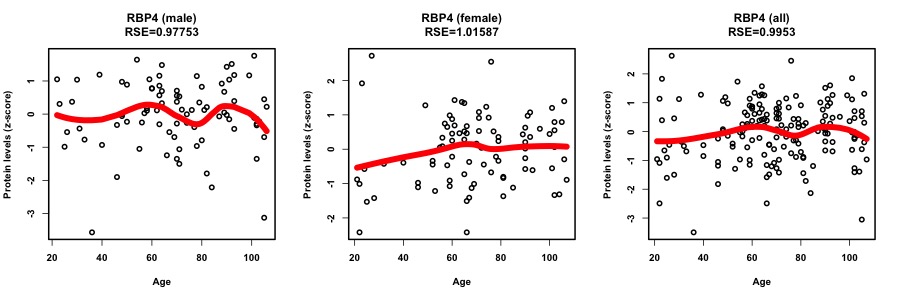 RBP4 (male)
RSE=0.97753
Protein levels (z-score)
1
0
-1
-2
-3
20
40
60
80
100
Age
RBP4 (female)
RSE=1.01587
Protein levels (z-score)
2
1
0
-1
-2
20
40
60
80
100
Age
RBP4 (all)
RSE=0.9953
Protein levels (z-score)
2
1
0
-1
-2
-3
20
40
60
80
100
Age